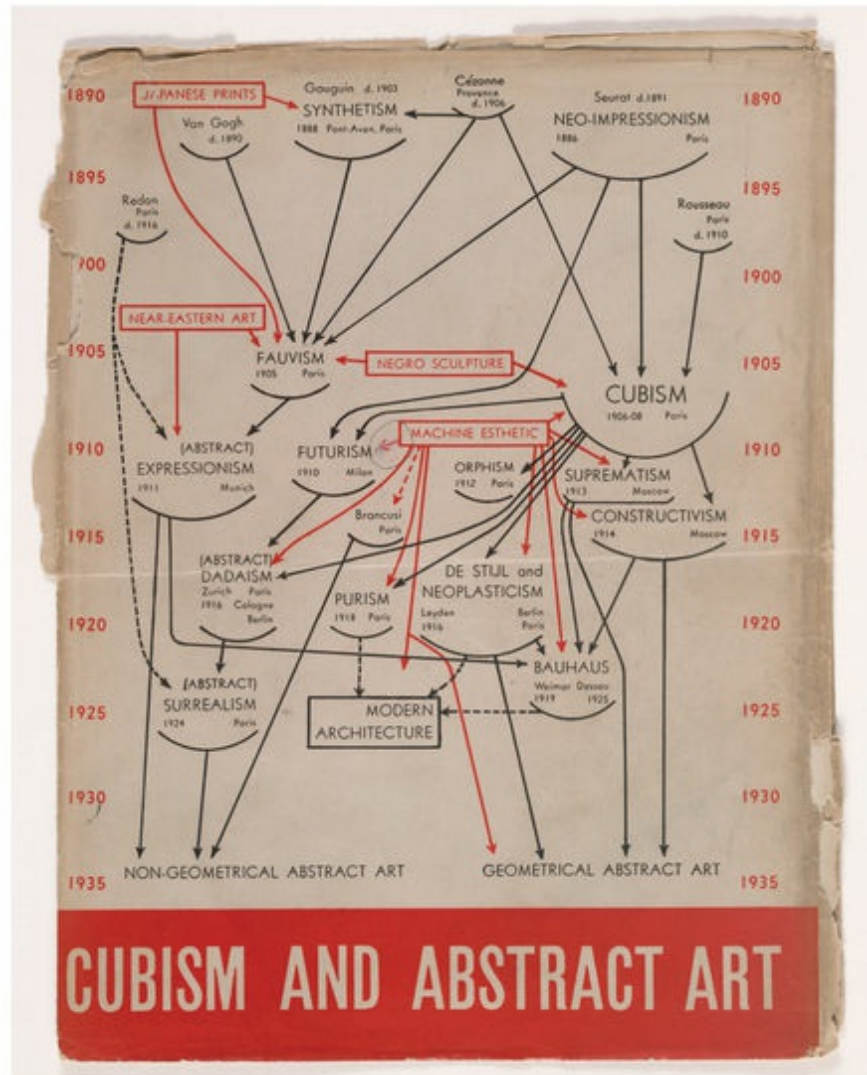 1890
JAPANESE PRINTS
Gauguin d. 1903
SYNTHETISM
1888 Pont-Aven, Paris
Cézanne
Provence
d. 1906
Seurat d.1891
NEO-IMPRESSIONISM
1886 Paris
1890
Van Gogh
d. 1890
1895
1895
Redon
Paris
d. 1916
Rousseau
Paris
d. 1910
1900
1900
NEAR-EASTERN ART
1905
FAUVISM
1905 Paris
NEGRO SCULPTURE
1905
CUBISM
1906-08 Paris
1910
(ABSTRACT)
EXPRESSIONISM
1911 Munich
FUTURISM
1910 Milan
MACHINE ESTHETIC
ORPHISM
1912 Paris
SUPREMATISM
1913 Moscow
1910
Brancusi
Paris
CONSTRUCTIVISM
1914 Moscow
1915
1915
(ABSTRACT)
DADAISM
Zurich Paris
1916 Cologne
Berlin
PURISM
1918 Paris
DE STIJL and
NEOPLASTICISM
Leyden Berlin
1916 Paris
1920
1920
(ABSTRACT)
SURREALISM
1924 Paris
BAUHAUS
Weimar Dessau
1919 1925
1925
MODERN
ARCHITECTURE
1925
1930
1930
NON-GEOMETRICAL ABSTRACT ART
GEOMETRICAL ABSTRACT ART
1935
1935
CUBISM AND ABSTRACT ART